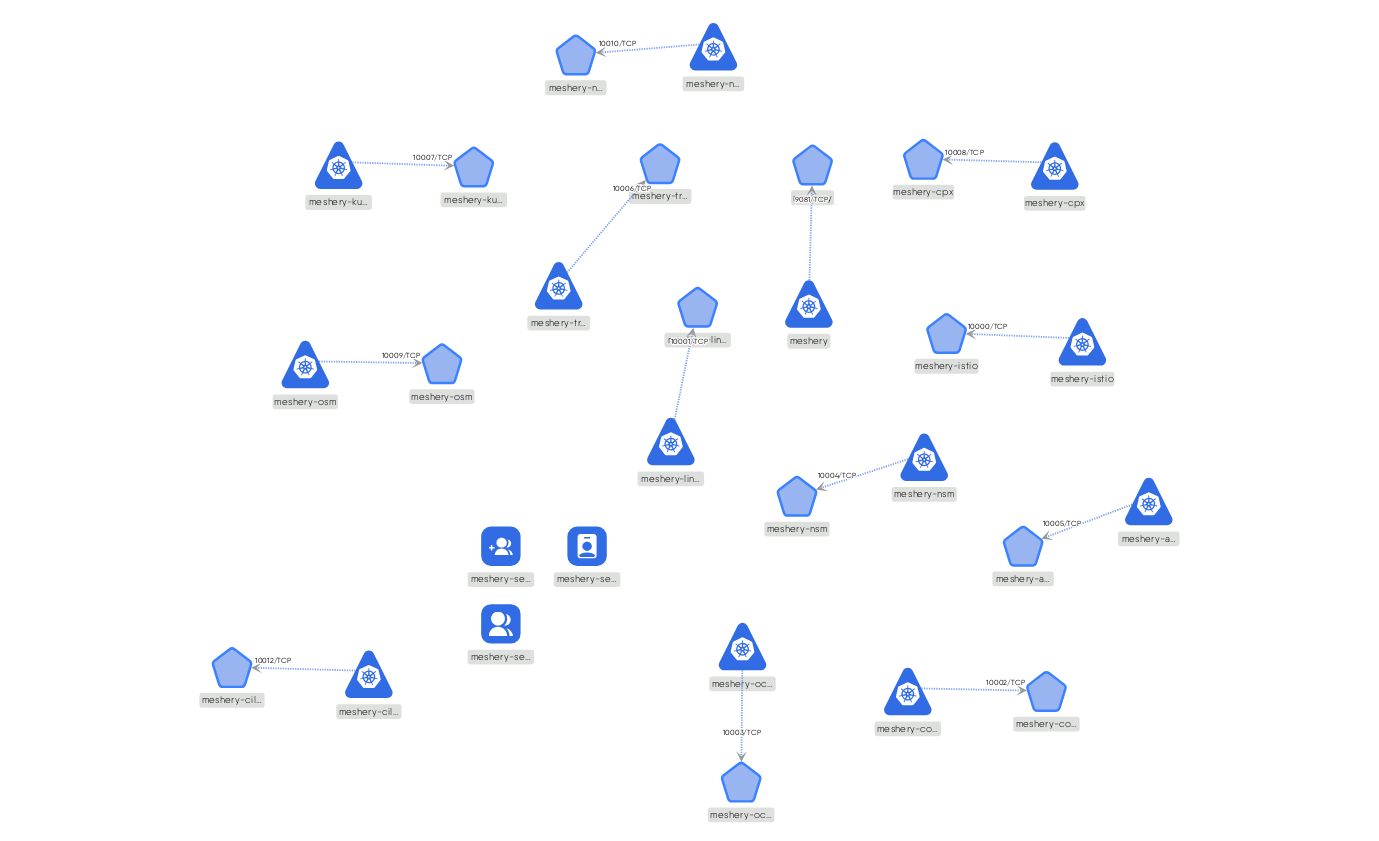 10010/TCP
meshery-n...
meshery-n...
10007/TCP
meshery-ku...
meshery-ku...
10006/TCP
meshery-tr...
meshery-tr...
9081/TCP
meshery
10008/TCP
meshery-cpx
meshery-cpx
10001/TCP
meshery-lin...
10000/TCP
meshery-istio
meshery-istio
10009/TCP
meshery-osm
meshery-osm
10004/TCP
meshery-nsm
meshery-nsm
10005/TCP
meshery-a...
meshery-a...
meshery-se...
meshery-se...
meshery-se...
10012/TCP
meshery-cil...
meshery-cil...
meshery-oc...
10003/TCP
meshery-oc...
10002/TCP
meshery-co...
meshery-co...